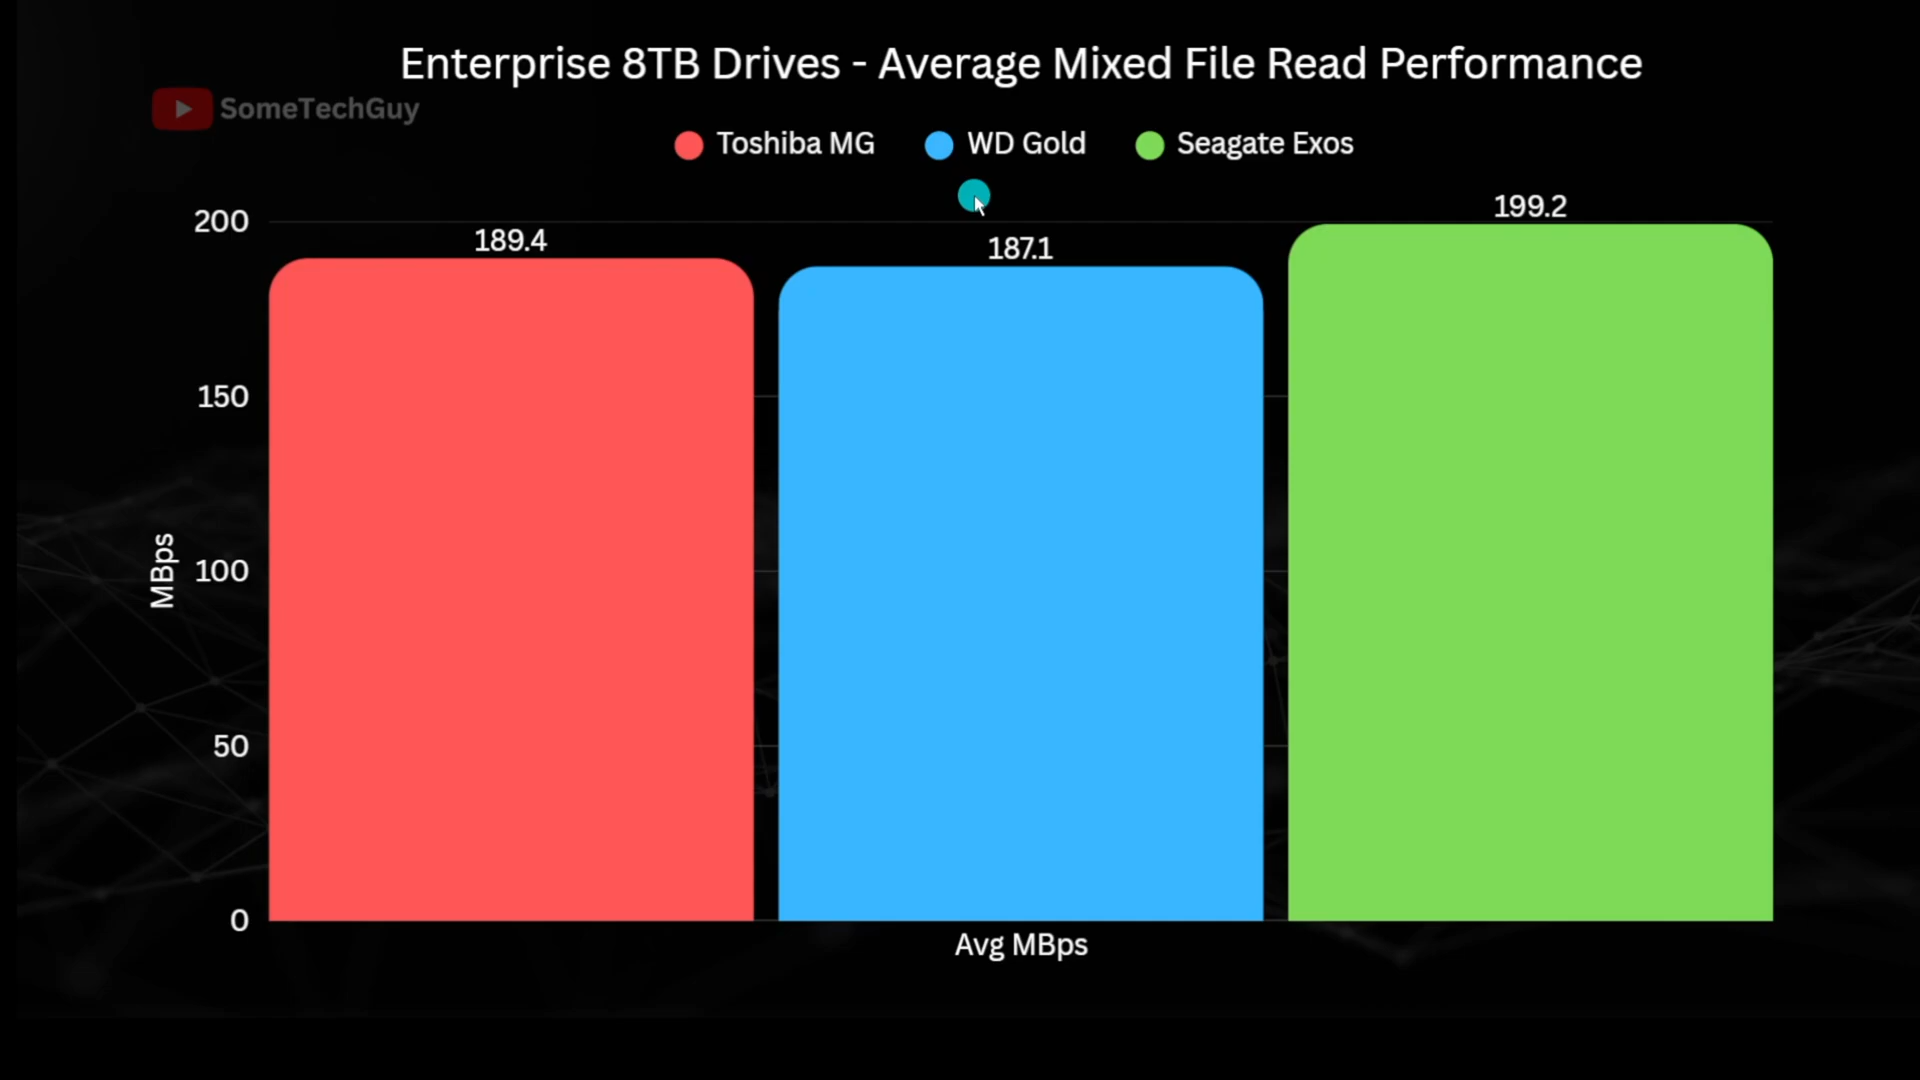 Enterprise 8TB Drives - Average Mixed File Read Performance
SomeTechGuy
Toshiba MG
WD Gold
Seagate Exos
200
150
100
50
0
MBps
189.4
187.1
199.2
Avg MBps